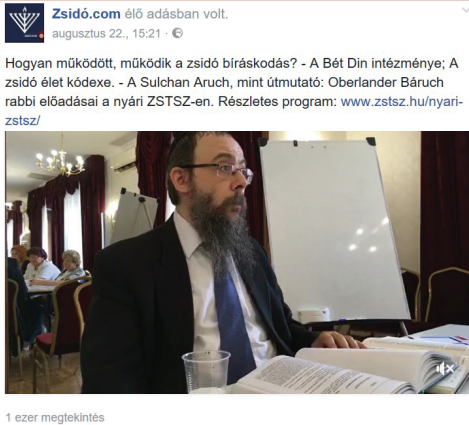 Zsidó.com élő adásban volt.
augusztus 22., 15:21 ·
Hogyan működött, működik a zsidó bíráskodás? - A Bét Din intézménye; A
zsidó élet kódexe. - A Sulchan Aruch, mint útmutató: Oberlander Báruch
rabbi előadásai a nyári ZSTSZ-en. Részletes program: www.zstsz.hu/nyari-
zstsz/
1 ezer megtekintés